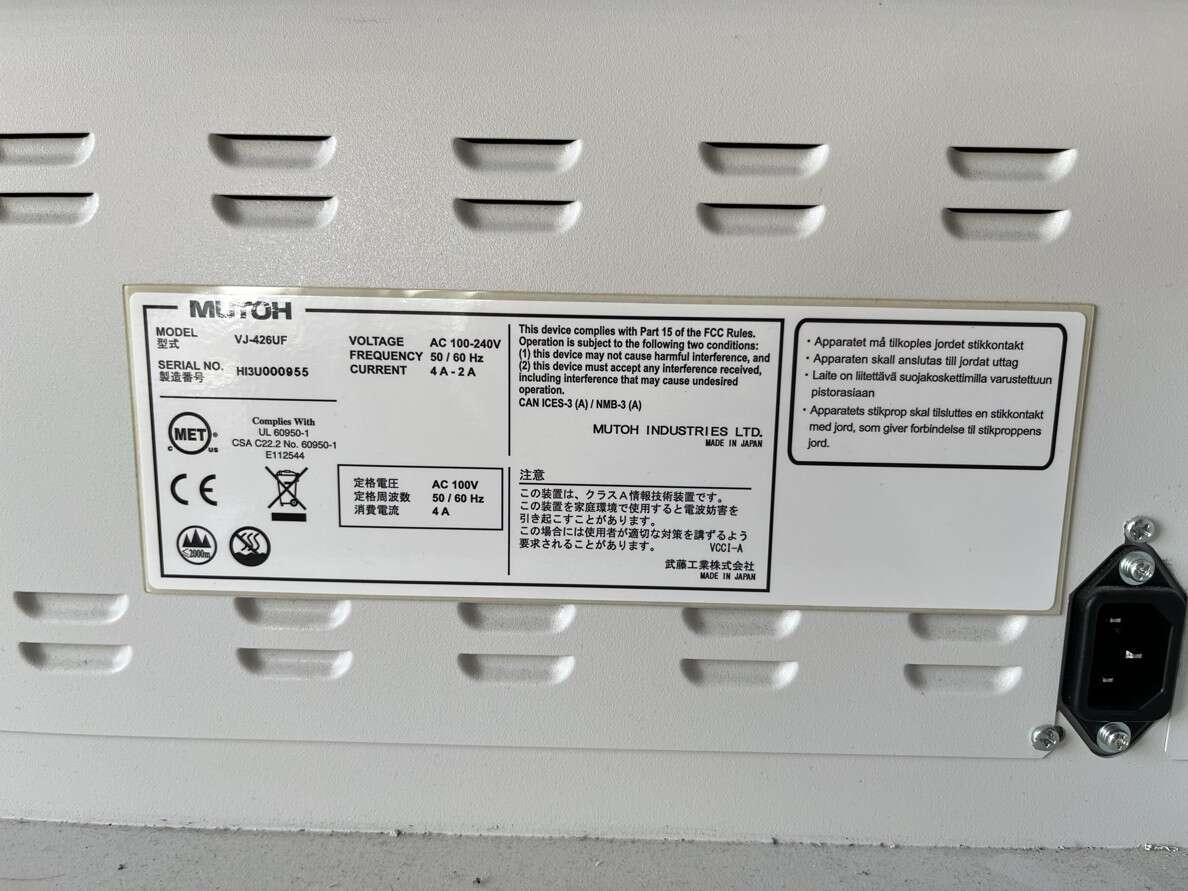 MUTOH
MODEL
型式
VJ-426UF
SERIAL NO.
製造番号
HI3U000955
VOLTAGE AC 100-240V
FREQUENCY 50 / 60 Hz
CURRENT 4 A - 2 A
MET
C US
Complies With
UL 60950-1
CSA C22.2 No. 60950-1
E112544
CE
≤2000m
定格電圧 AC 100V
定格周波数 50 / 60 Hz
消費電流 4 A
This device complies with Part 15 of the FCC Rules.
Operation is subject to the following two conditions:
(1) this device may not cause harmful interference, and
(2) this device must accept any interference received,
including interference that may cause undesired
operation.
CAN ICES-3 (A) / NMB-3 (A)
MUTOH INDUSTRIES LTD.
MADE IN JAPAN
注意
この装置は、クラスA情報技術装置です。
この装置を家庭環境で使用すると電波妨害を
引き起こすことがあります。
この場合には使用者が適切な対策を講ずるよう
要求されることがあります。 VCCI-A
武藤工業株式会社
MADE IN JAPAN
・Apparatet må tilkoples jordet stikkontakt
・Apparaten skall anslutas till jordat uttag
・Laite on liitettävä suojakoskettimilla varustettuun
pistorasiaan
・Apparatets stikprop skal tilsluttes en stikkontakt
med jord, som giver forbindelse til stikproppens
jord.